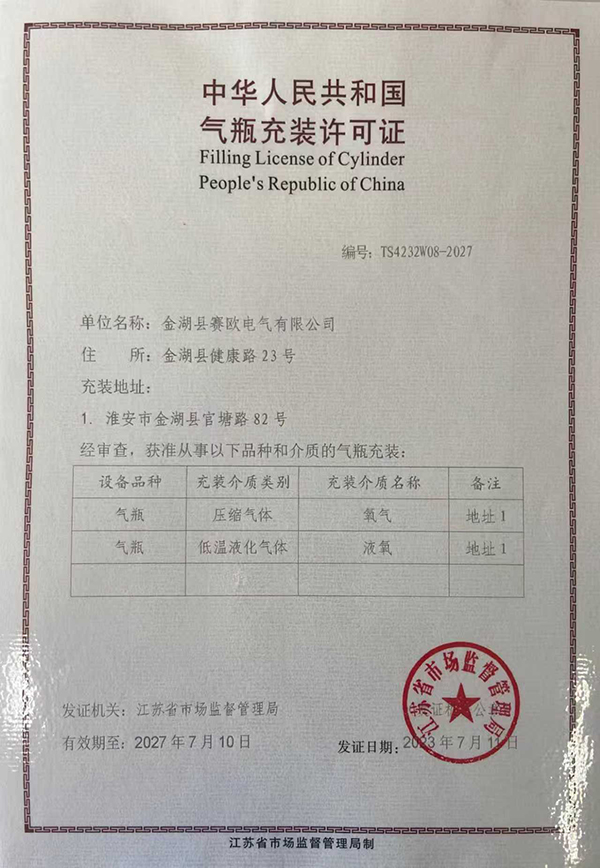 中华人民共和国
气瓶充装许可证
Filling License of Cylinder
People's Republic of China
编号: TS4232W08-2027
单位名称: 金湖县赛欧电气有限公司
住 所: 金湖县健康路23号
充装地址:
1. 淮安市金湖县官塘路82号
经审查, 获准从事以下品种和介质的气瓶充装:
设备品种 充装介质类别 充装介质名称 备注
气瓶 压缩气体 氧气 地址1
气瓶 低温液化气体 液氧 地址1
江苏省市场监督管理局
发证机关: 江苏省市场监督管理局
有效期至: 2027年7月10日
发证日期: 2023年7月11日
江苏省市场监督管理局制